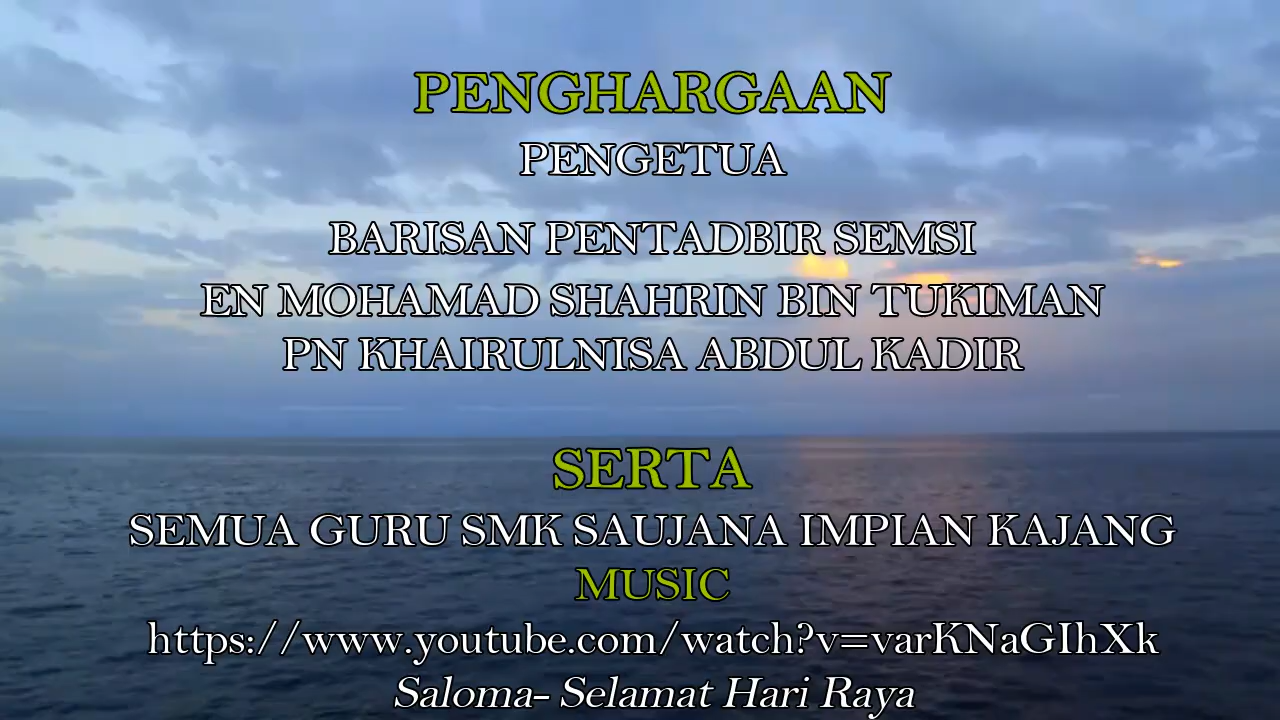 PENGHARGAAN
PENGETUA
BARISAN PENTADBIR SEMSI
EN MOHAMAD SHAHRIN BIN TUKIMAN
PN KHAIRULNISA ABDUL KADIR
SERTA
SEMUA GURU SMK SAUJANA IMPIAN KAJANG
MUSIC
https://www.youtube.com/watch?v=varKNaGIhXk
Saloma- Selamat Hari Raya